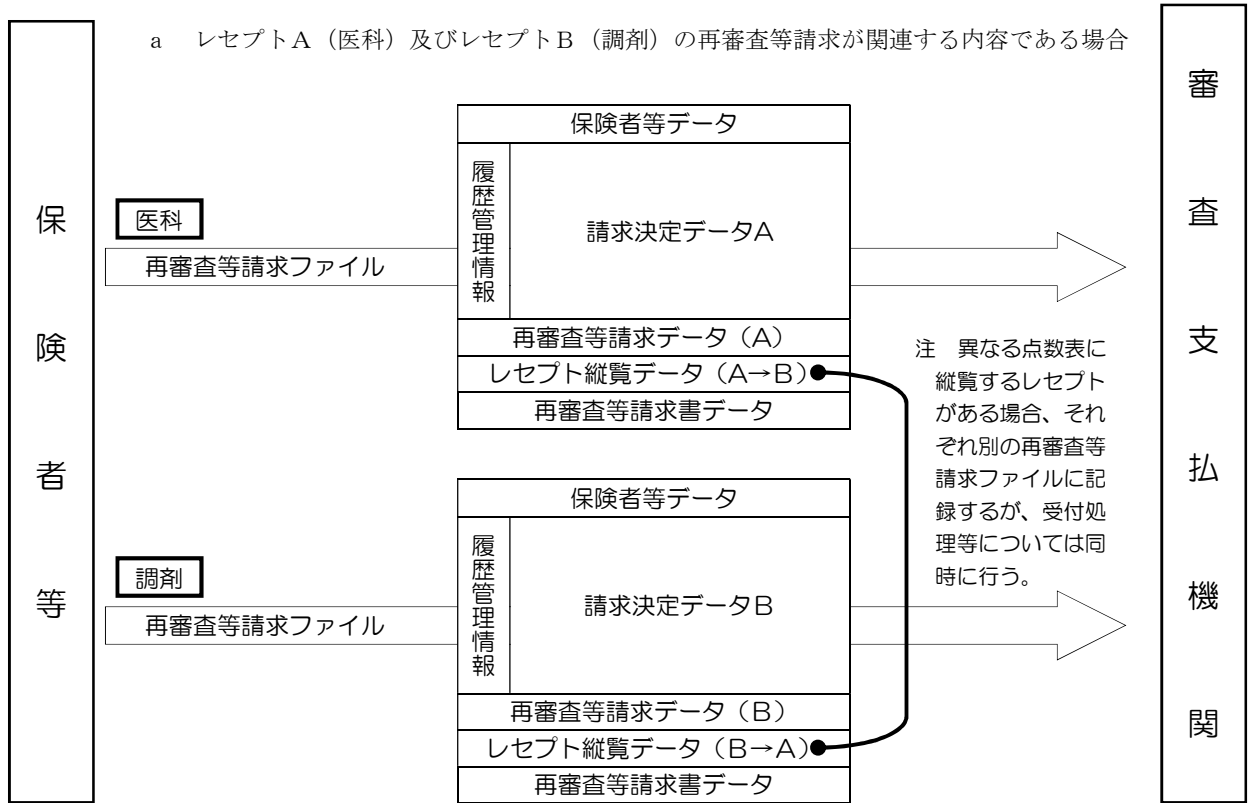 a　レセプトA（医科）及びレセプトB（調剤）の再審査等請求が関連する内容である場合
保険者等
医科
再審査等請求ファイル
保険者等データ
履歴管理情報
請求決定データA
再審査等請求データ（A）
レセプト縦覧データ（A→B）
再審査等請求書データ
調剤
再審査等請求ファイル
保険者等データ
履歴管理情報
請求決定データB
再審査等請求データ（B）
レセプト縦覧データ（B→A）
再審査等請求書データ
注　異なる点数表に
縦覧するレセプト
がある場合、それ
ぞれ別の再審査等
請求ファイルに記
録するが、受付処
理等については同
時に行う。
審査支払機関